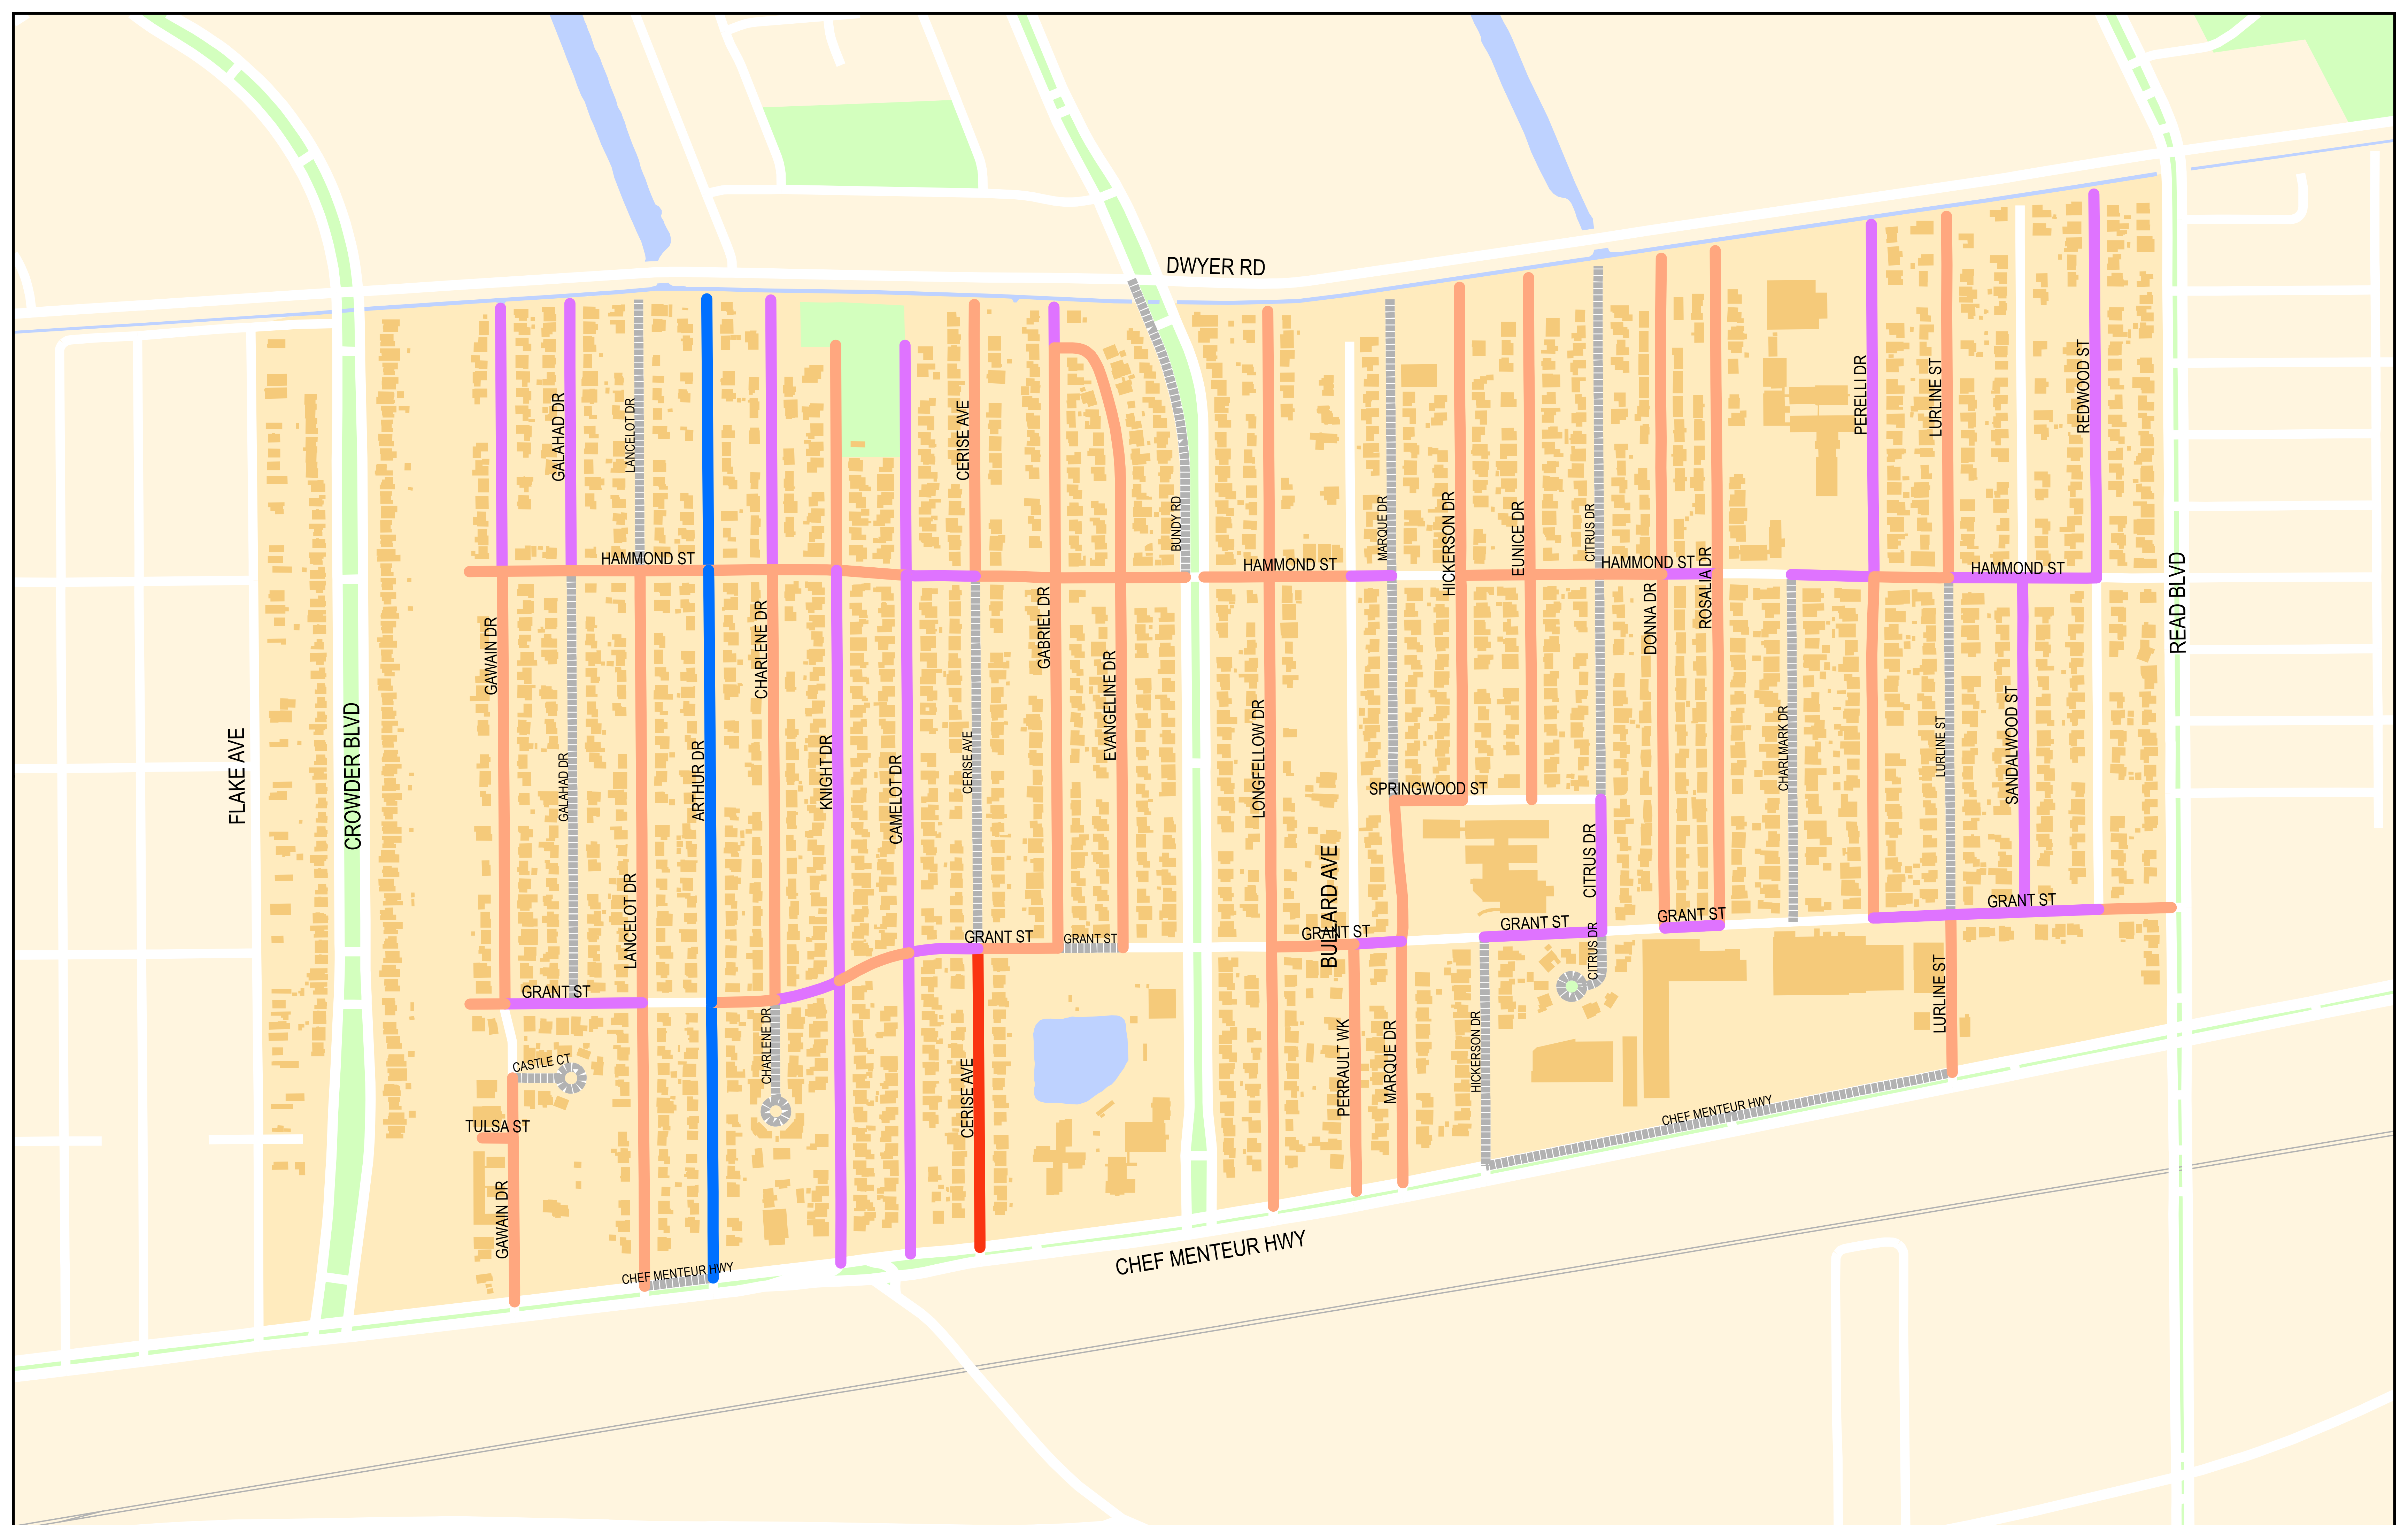 DWYER RD
GALAHAD DR
LANCELOT DR
CERISE AVE
BUNDY RD
MARQUE DR
HICKERSON DR
EUNICE DR
CITRUS DR
PERELLI DR
LURLINE ST
REDWOOD ST
HAMMOND ST
HAMMOND ST
HAMMOND ST
HAMMOND ST
READ BLVD
GAWAIN DR
CHARLENE DR
GABRIEL DR
EVANGELINE DR
DONNA DR
ROSALIA DR
FLAKE AVE
CROWDER BLVD
GALAHAD DR
ARTHUR DR
KNIGHT DR
CAMELOT DR
CERISE AVE
LONGFELLOW DR
SPRINGWOOD ST
CHARLMARK DR
LURLINE ST
SANDALWOOD ST
LANCELOT DR
BULLARD AVE
CITRUS DR
GRANT ST
GRANT ST
GRANT ST
GRANT ST
GRANT ST
GRANT ST
GRANT ST
CITRUS DR
LURLINE ST
CASTLE CT
CHARLENE DR
CERISE AVE
PERRAULT WK
MARQUE DR
HICKERSON DR
TULSA ST
CHEF MENTEUR HWY
GAWAIN DR
CHEF MENTEUR HWY
CHEF MENTEUR HWY